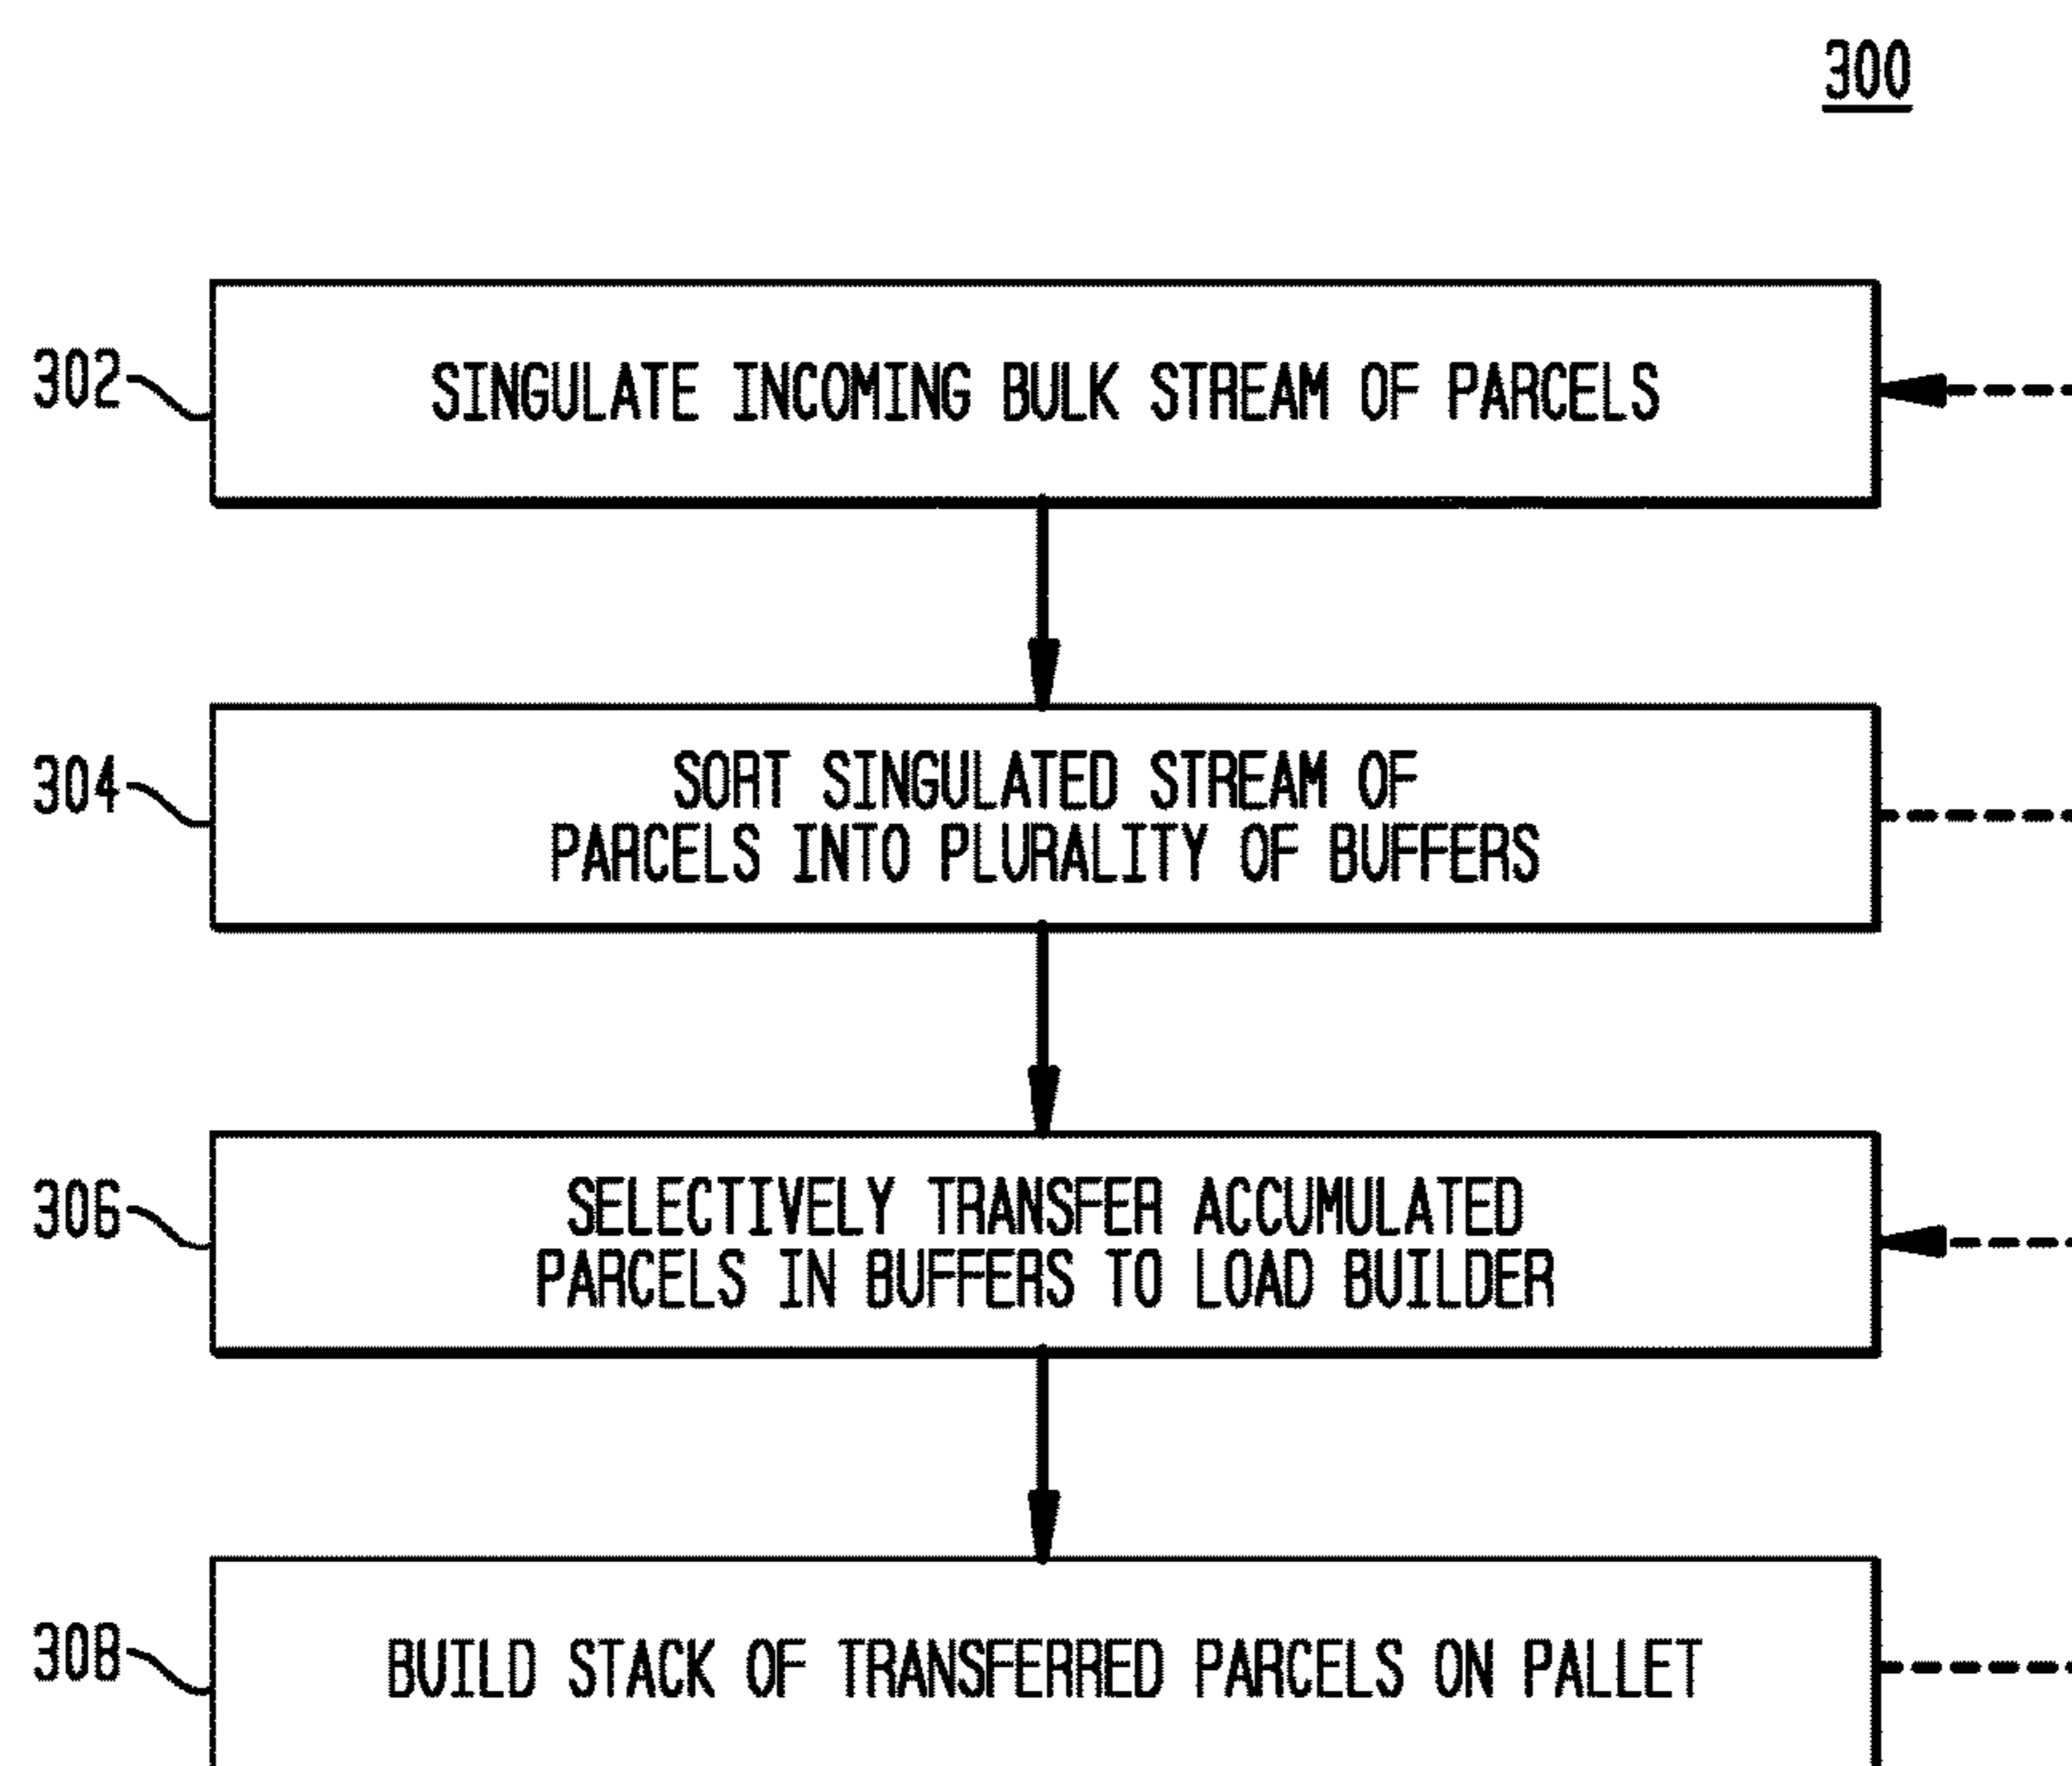 300
302
SINGULATE INCOMING BULK STREAM OF PARCELS
304
SORT SINGULATED STREAM OF
PARCELS INTO PLURALITY OF BUFFERS
306
SELECTIVELY TRANSFER ACCUMULATED
PARCELS IN BUFFERS TO LOAD BUILDER
308
BUILD STACK OF TRANSFERRED PARCELS ON PALLET